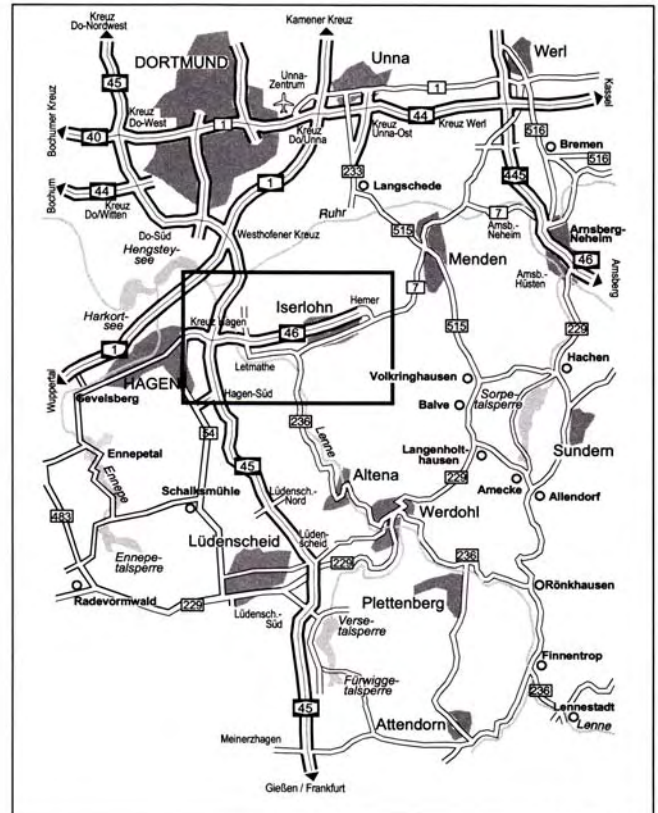 Kreuz
Do-Nordwest
Kamener Kreuz
DORTMUND
Unna
Werl
45
Unna-
Zentrum
1
Kassel
Kreuz
Do-West
1
44
Bochumer Kreuz
40
Kreuz
Do/Unna
Kreuz
Unna-Ost
Kreuz Werl
516
Bremen
516
Bochum
44
Kreuz
Do/Witten
233
Langschede
445
1
Ruhr
7
Do-Süd
Westhofener Kreuz
515
Arnsb.-
Neheim
Arnsberg-
Neheim
Hengstey-
see
Menden
46
Arnsberg
Arnsb.-
Hüsten
Harkort-
see
Iserlohn
Hemer
7
Kreuz Hagen
46
515
229
1
Letmathe
Hachen
Wuppertal
HAGEN
Hagen-Süd
Volkringhausen
Sorpe-
talsperre
Gevelsberg
236
Balve
54
Lenne
Ennepetal
Langenholt-
hausen
Sundern
Ennepe
45
Altena
229
Amecke
Allendorf
Schalksmühle
Lüdensch.-
Nord
Werdohl
483
Lüdenscheid
Lüden-
scheid
Ennepe-
talsperre
229
236
Rönkhausen
Radevormwald
229
Plettenberg
Lüdensch.-
Süd
Verse-
talsperre
Finnentrop
Fürwigge-
talsperre
236
45
Lennestadt
Attendorn
Lenne
Meinerzhagen
Gießen / Frankfurt